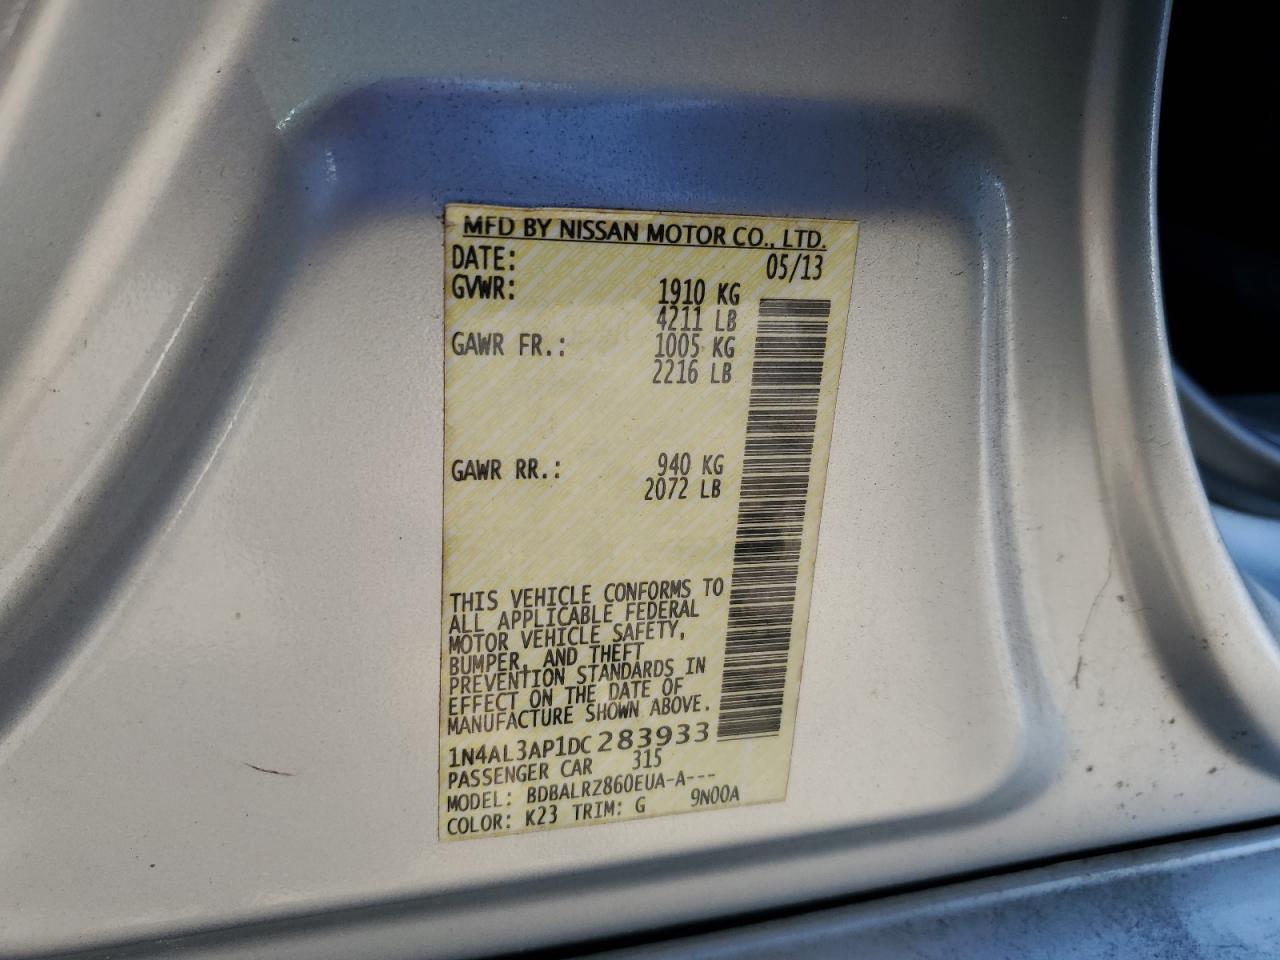 MFD BY NISSAN MOTOR CO., LTD.
DATE: 05/13
GVWR: 1910 KG
4211 LB
GAWR FR.: 1005 KG
2216 LB
GAWR RR.: 940 KG
2072 LB
THIS VEHICLE CONFORMS TO
ALL APPLICABLE FEDERAL
MOTOR VEHICLE SAFETY,
BUMPER, AND THEFT
PREVENTION STANDARDS IN
EFFECT ON THE DATE OF
MANUFACTURE SHOWN ABOVE.
1N4AL3AP1DC283933
PASSENGER CAR 315
MODEL: BDBALRZ860EUA-A---
COLOR: K23 TRIM: G 9N00A